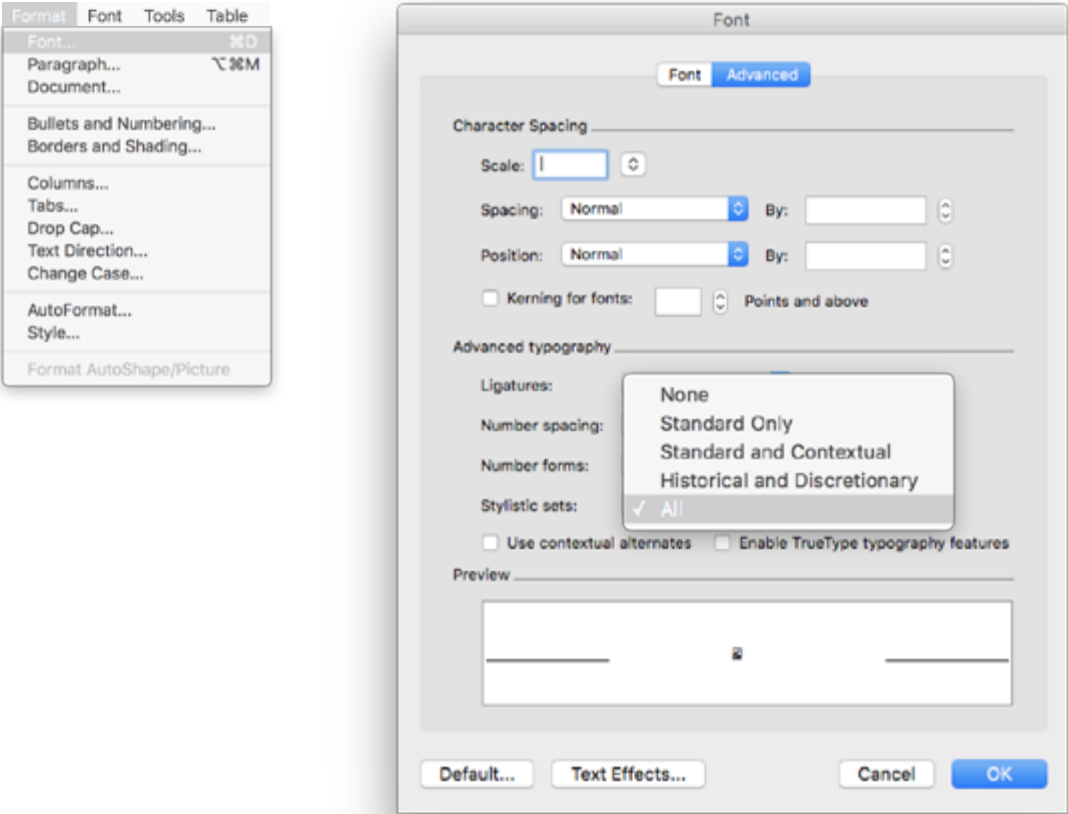 Format Font Tools Table
Font... ⌘D
Paragraph... ⌥⌘M
Document...
Bullets and Numbering...
Borders and Shading...
Columns...
Tabs...
Drop Cap...
Text Direction...
Change Case...
AutoFormat...
Style...
Format AutoShape/Picture
Font
Font Advanced
Character Spacing
Scale:
Spacing: Normal By:
Position: Normal By:
Kerning for fonts: Points and above
Advanced typography
Ligatures:
Number spacing:
Number forms:
Stylistic sets:
None
Standard Only
Standard and Contextual
Historical and Discretionary
✓ All
Use contextual alternates Enable TrueType typography features
Preview
Default... Text Effects... Cancel OK